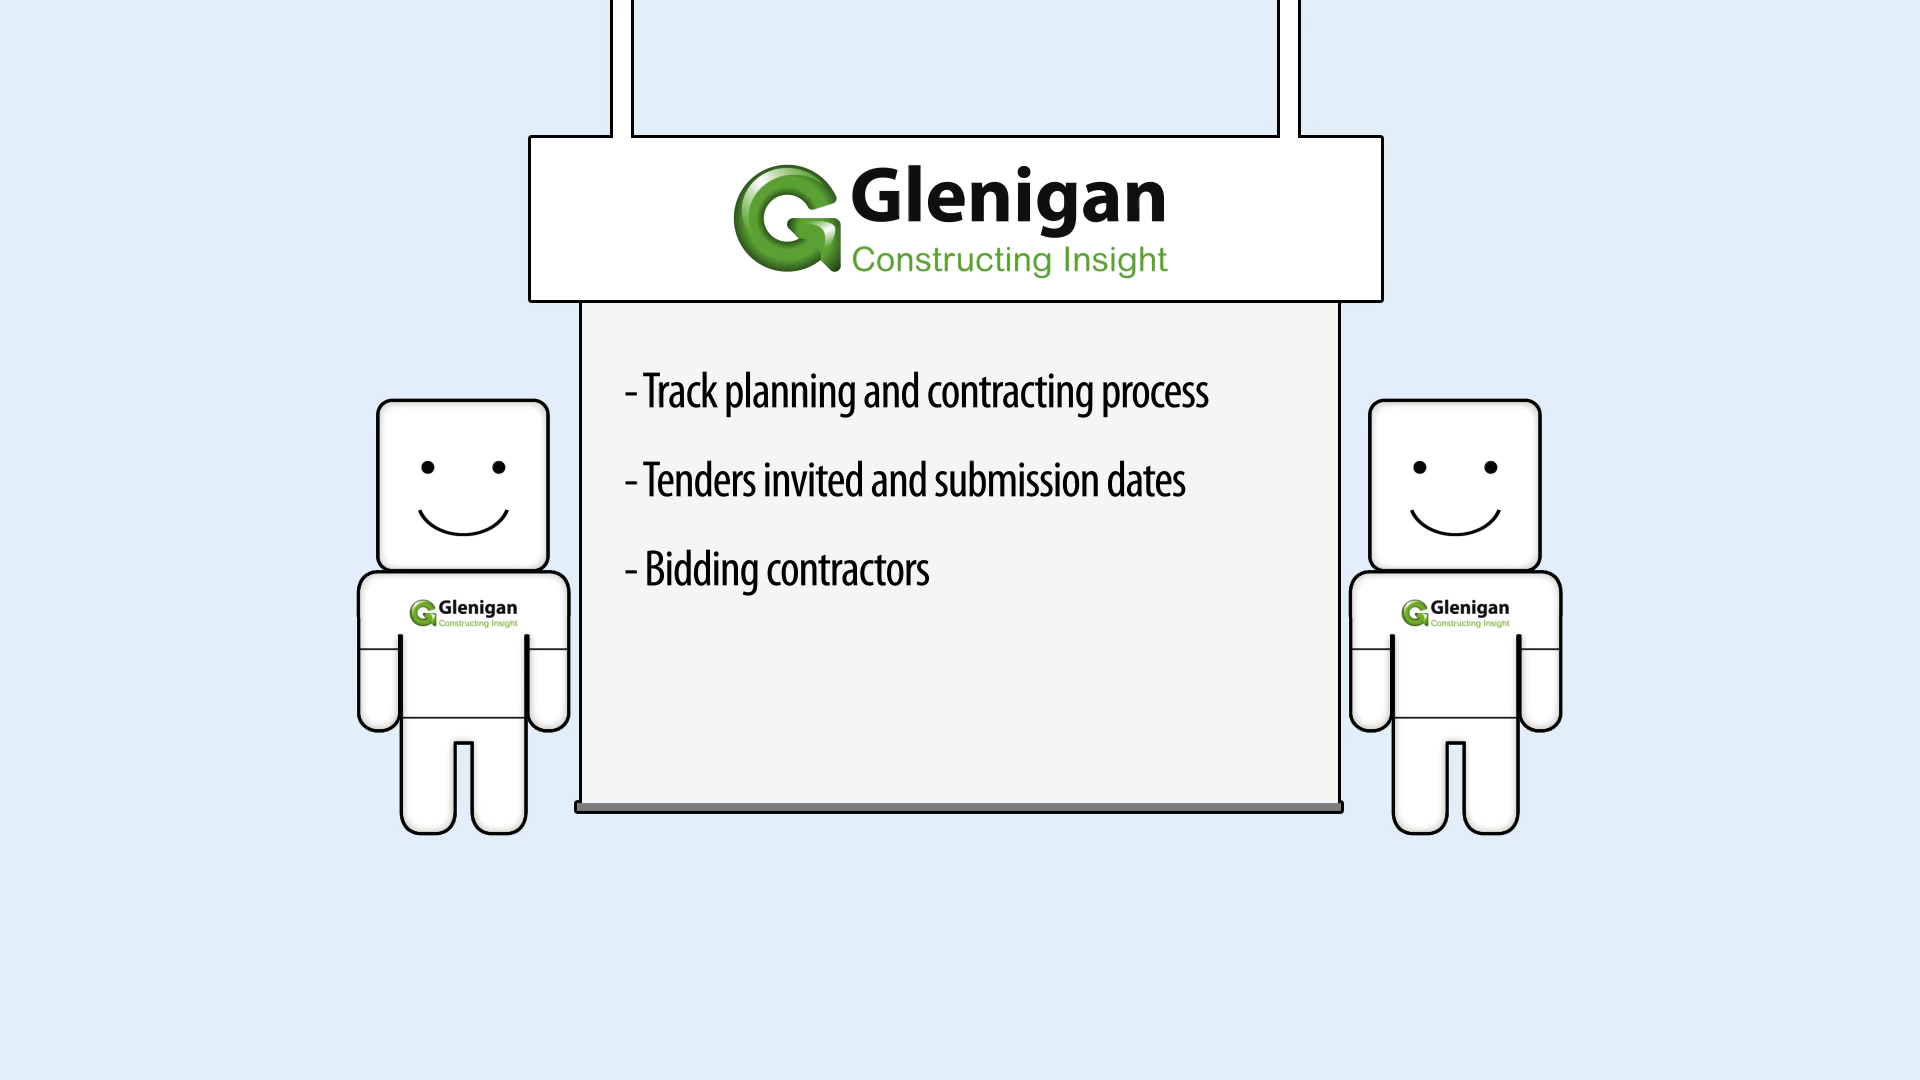 Glenigan
Constructing Insight
- Track planning and contracting process
- Tenders invited and submission dates
- Bidding contractors
Glenigan
Constructing Insight
Glenigan
Constructing Insight